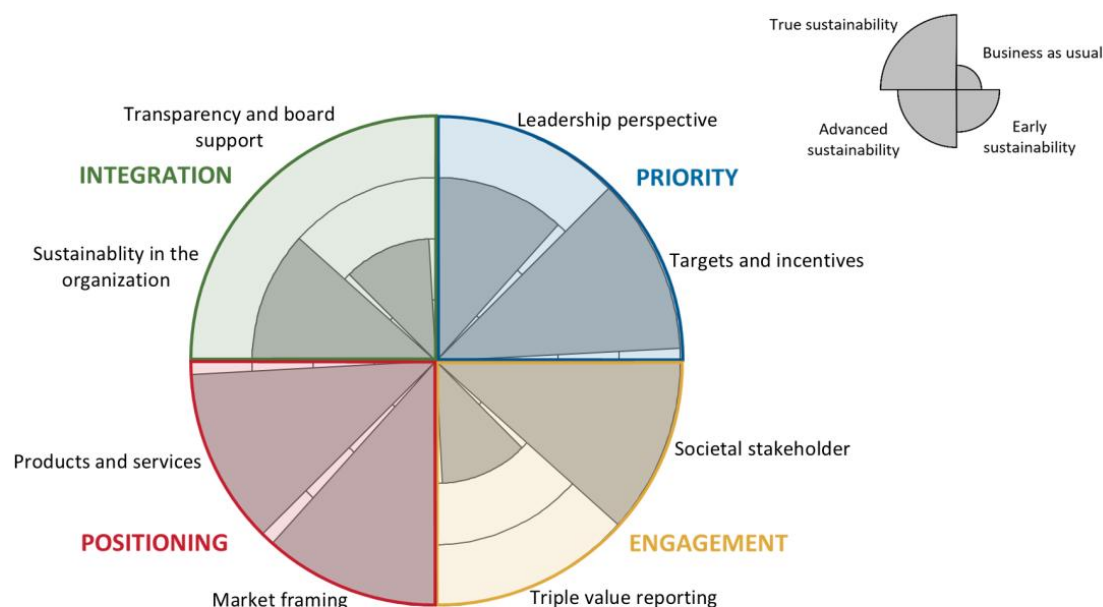 True sustainability
Business as usual
Transparency and board
support
Leadership perspective
Advanced
sustainability
Early
sustainability
INTEGRATION
PRIORITY
Sustainablity in the
organization
Targets and incentives
Products and services
Societal stakeholder
POSITIONING
ENGAGEMENT
Market framing
Triple value reporting